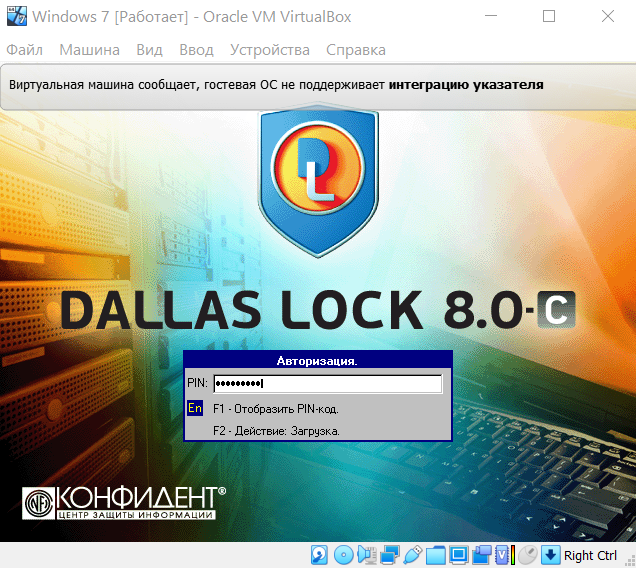 Windows 7 [Работает] - Oracle VM VirtualBox
Файл Машина Вид Ввод Устройства Справка
Виртуальная машина сообщает, гостевая ОС не поддерживает интеграцию указателя
DL
DALLAS LOCK 8.0-C
Авторизация.
PIN: •••••••••
En F1 - Отобразить PIN-код.
F2 - Действие: Загрузка.
КОНФИДЕНТ®
ЦЕНТР ЗАЩИТЫ ИНФОРМАЦИИ
Right Ctrl